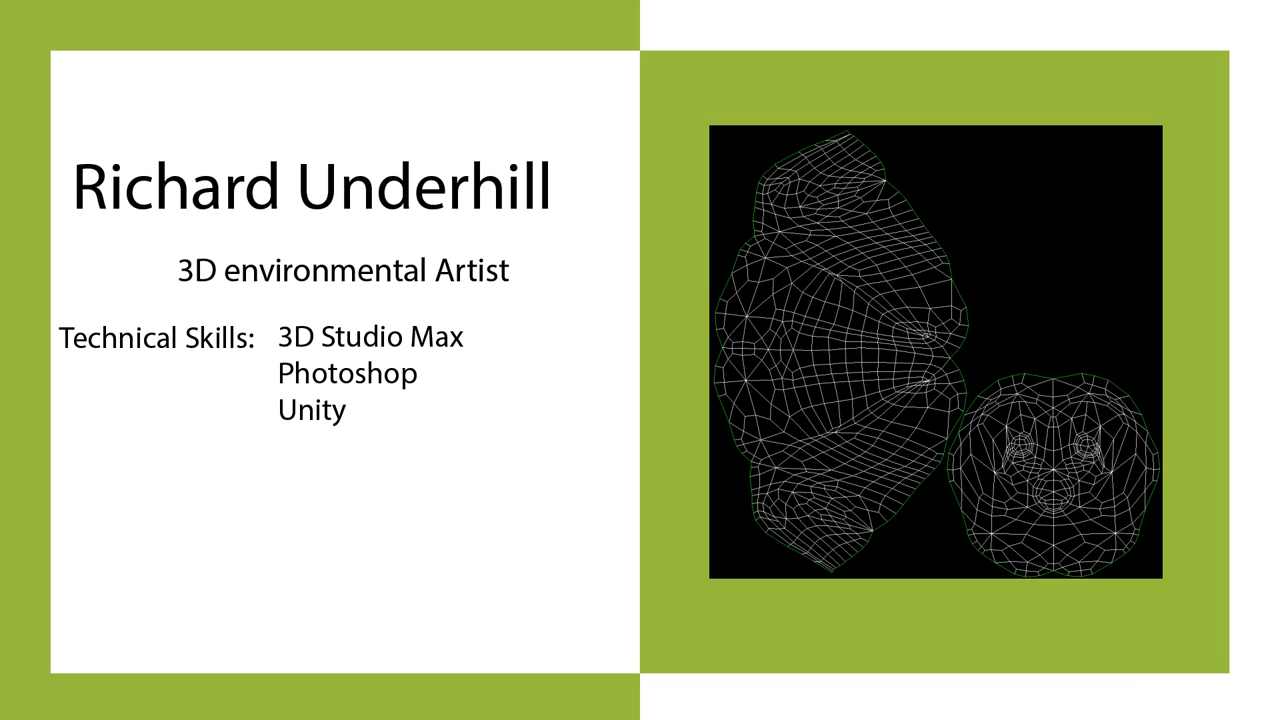 Richard Underhill
3D environmental Artist
Technical Skills: 3D Studio Max
Photoshop
Unity